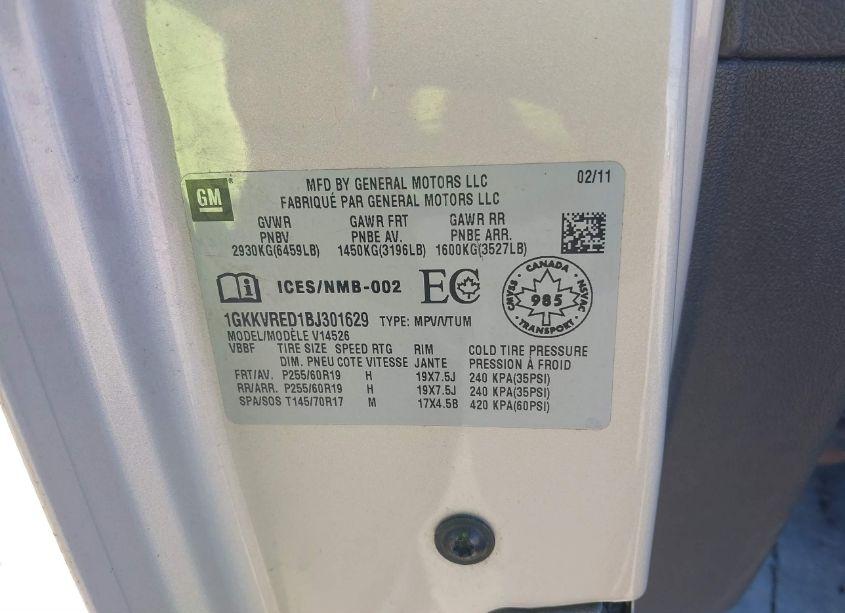 GM®
MFD BY GENERAL MOTORS LLC 02/11
FABRIQUÉ PAR GENERAL MOTORS LLC
GVWR GAWR FRT GAWR RR
PNBV PNBE AV. PNBE ARR.
2930KG(6459LB) 1450KG(3196LB) 1600KG(3527LB)
ICES/NMB-002 EC
CANADA
CMVSS 985 NSVAC
TRANSPORT
1GKKVRED1BJ301629 TYPE: MPV/VTUM
MODEL/MODÈLE V14526
VBBF TIRE SIZE SPEED RTG RIM COLD TIRE PRESSURE
DIM. PNEU COTE VITESSE JANTE PRESSION À FROID
FRT/AV. P255/60R19 H 19X7.5J 240 KPA(35PSI)
RR/ARR. P255/60R19 H 19X7.5J 240 KPA(35PSI)
SPA/SOS T145/70R17 M 17X4.5B 420 KPA(60PSI)